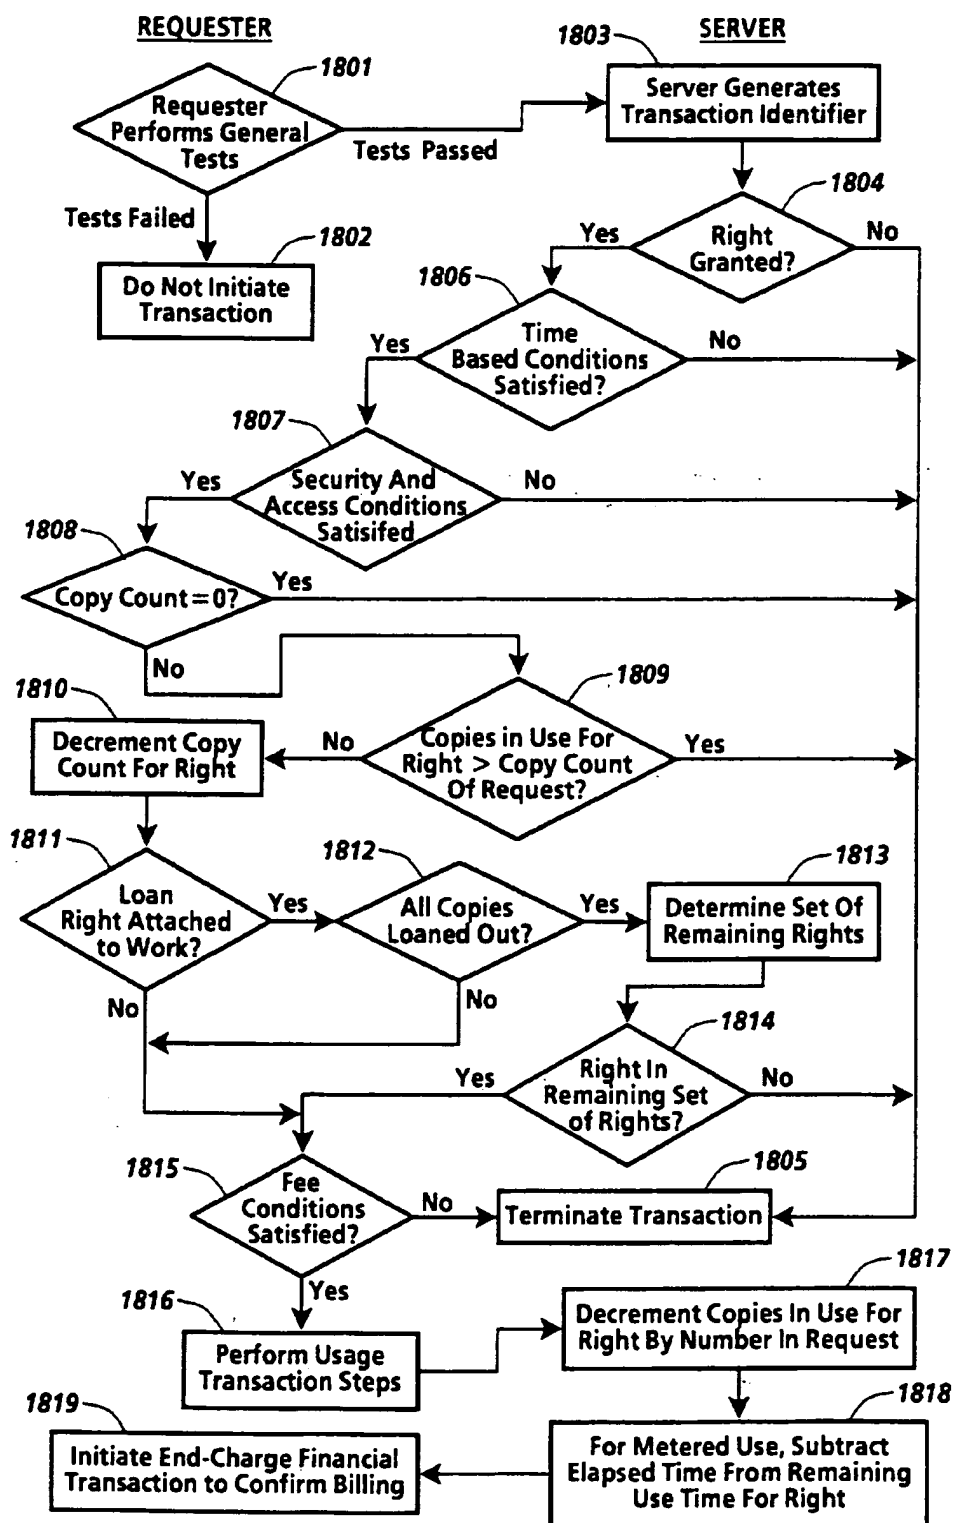 REQUESTER
SERVER
1801
1803
Requester
Performs General
Tests
Tests Passed
Server Generates
Transaction Identifier
Tests Failed
1802
Do Not Initiate
Transaction
1804
Yes
Right
Granted?
No
1806
Yes
Time
Based Conditions
Satisfied?
No
1807
Yes
Security And
Access Conditions
Satisifed
No
1808
Copy Count=0?
Yes
No
1809
1810
Decrement Copy
Count For Right
No
Copies in Use For
Right > Copy Count
Of Request?
Yes
1811
Loan
Right Attached
to Work?
Yes
No
1812
All Copies
Loaned Out?
Yes
No
1813
Determine Set Of
Remaining Rights
1814
Yes
Right In
Remaining Set
of Rights?
No
1815
Fee
Conditions
Satisfied?
No
Yes
1805
Terminate Transaction
1816
Perform Usage
Transaction Steps
1817
Decrement Copies In Use For
Right By Number In Request
1818
For Metered Use, Subtract
Elapsed Time From Remaining
Use Time For Right
1819
Initiate End-Charge Financial
Transaction to Confirm Billing